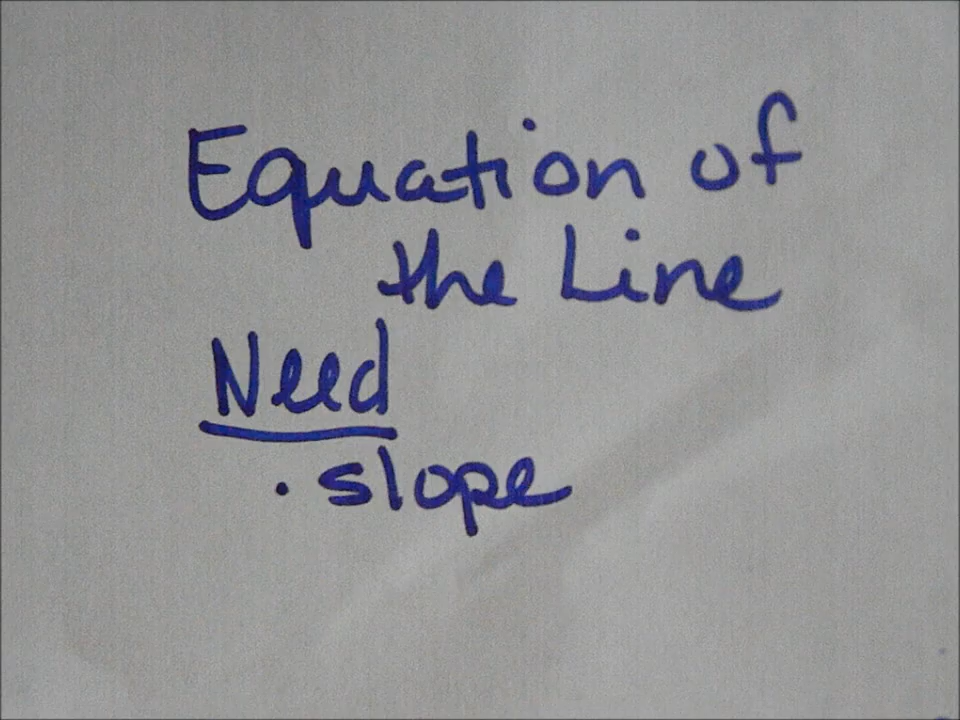 Equation of
the Line
Need
• slope